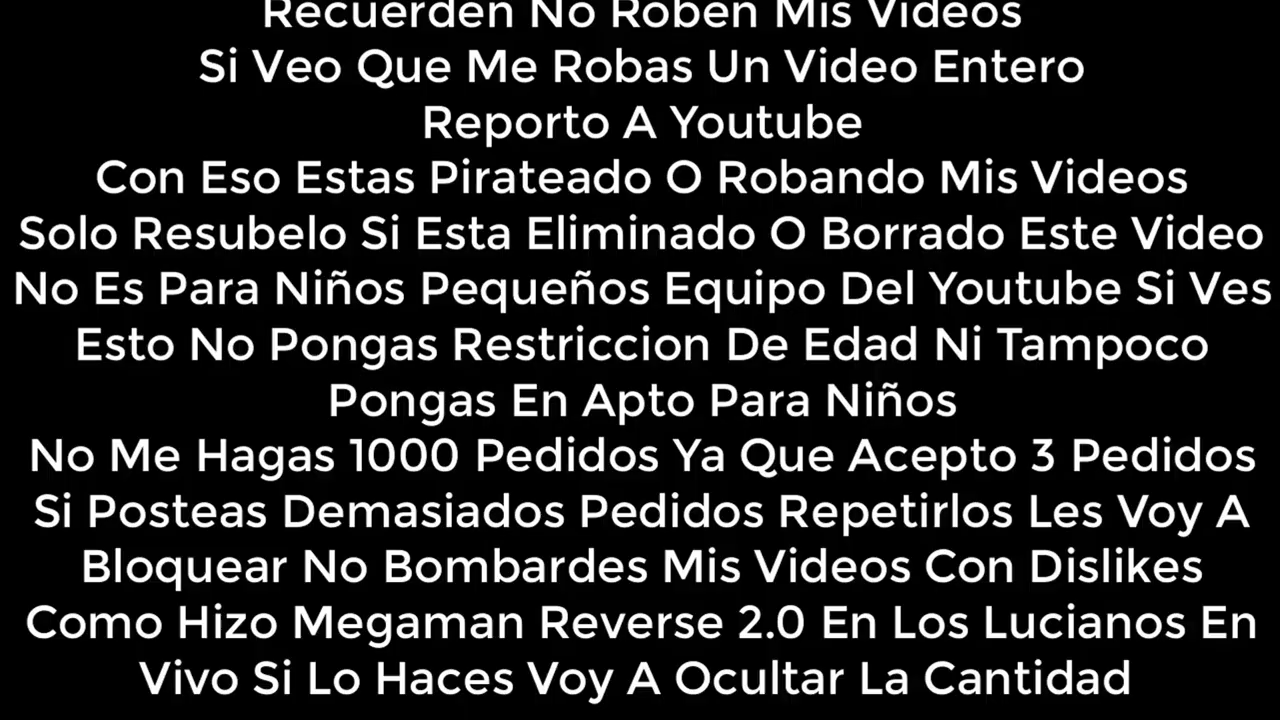 Recuerden No Roben Mis Videos
Si Veo Que Me Robas Un Video Entero
Reporto A Youtube
Con Eso Estas Pirateado O Robando Mis Videos
Solo Resubelo Si Esta Eliminado O Borrado Este Video
No Es Para Niños Pequeños Equipo Del Youtube Si Ves
Esto No Pongas Restriccion De Edad Ni Tampoco
Pongas En Apto Para Niños
No Me Hagas 1000 Pedidos Ya Que Acepto 3 Pedidos
Si Posteas Demasiados Pedidos Repetirlos Les Voy A
Bloquear No Bombardes Mis Videos Con Dislikes
Como Hizo Megaman Reverse 2.0 En Los Lucianos En
Vivo Si Lo Haces Voy A Ocultar La Cantidad